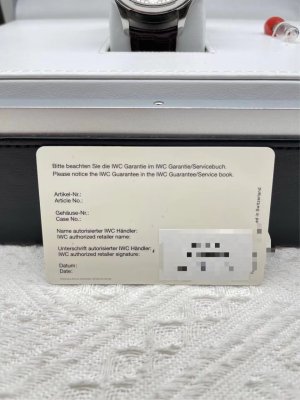 Bitte beachten Sie die IWC Garantie im IWC Garantie/Servicebuch.
Please notice the IWC Guarantee in the IWC Guarantee/Service book.
Artikel-Nr.:
Article No.:
Gehäuse-Nr.:
Case No.:
Name autorisierter IWC Händler:
IWC authorized retailer name:
Unterschrift autorisierter IWC Händler:
IWC authorized retailer signature:
Datum:
Date:
in Switzerland